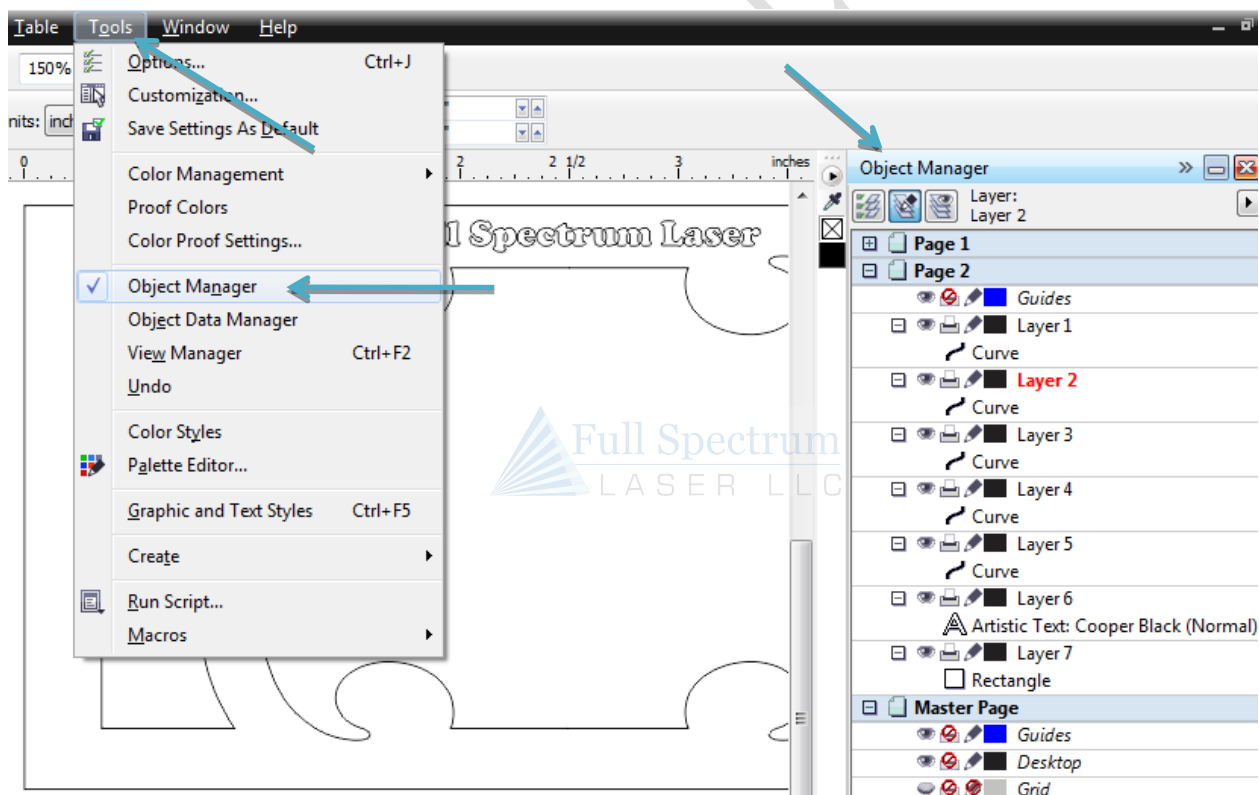 Table Tools Window Help
150%
Options... Ctrl+J
Customization...
Save Settings As Default
Color Management
Proof Colors
Color Proof Settings...
Object Manager
Object Data Manager
View Manager Ctrl+F2
Undo
Color Styles
Palette Editor...
Graphic and Text Styles Ctrl+F5
Create
Run Script...
Macros
nits: inch
0 2 2 1/2 3 inches
l Spectrum Laser
Full Spectrum
LASER LLC
Object Manager
Layer:
Layer 2
Page 1
Page 2
Guides
Layer 1
Curve
Layer 2
Curve
Layer 3
Curve
Layer 4
Curve
Layer 5
Curve
Layer 6
Artistic Text: Cooper Black (Normal)
Layer 7
Rectangle
Master Page
Guides
Desktop
Grid